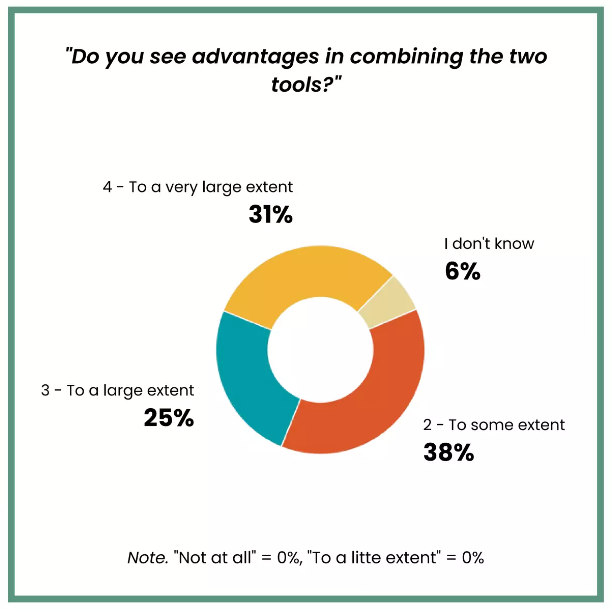 "Do you see advantages in combining the two
tools?"
4 - To a very large extent
31%
I don't know
6%
3 - To a large extent
25%
2 - To some extent
38%
Note. "Not at all" = 0%, "To a litte extent" = 0%